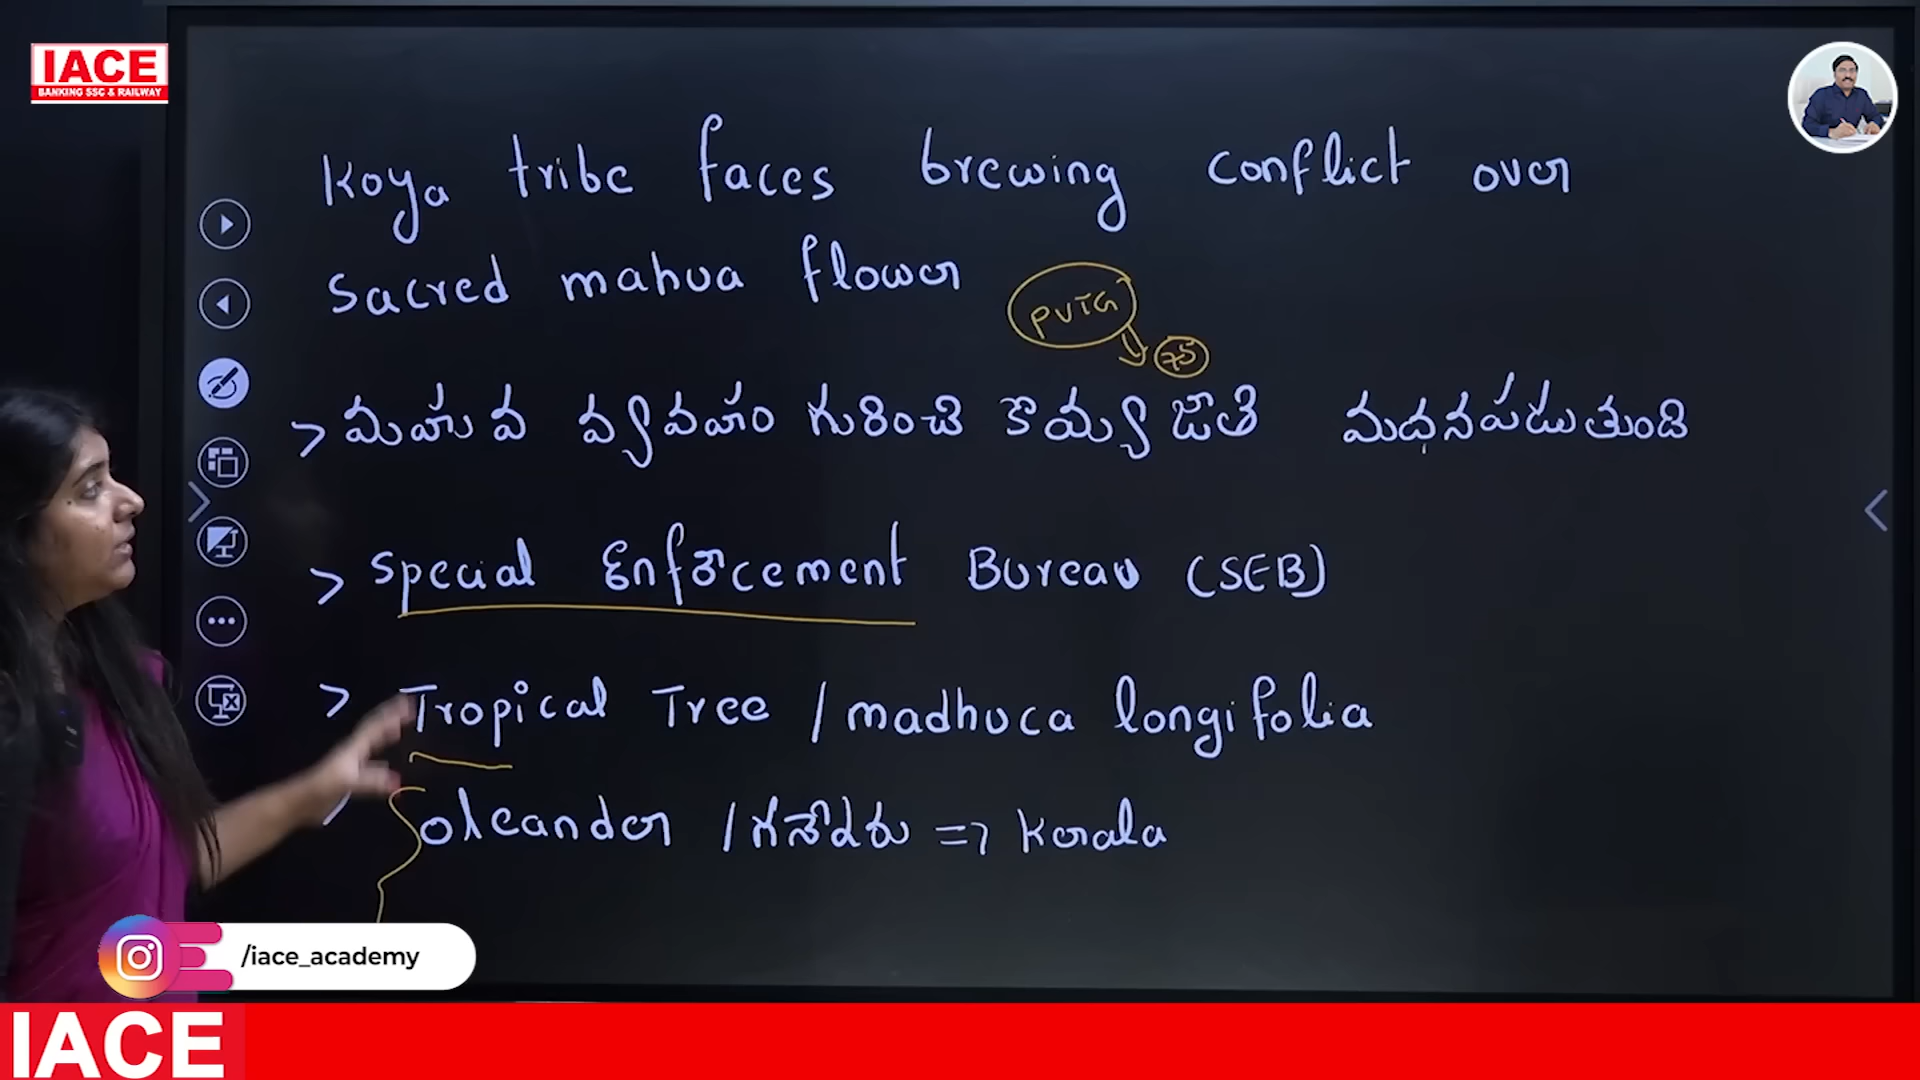 IACE
BANKING SSC & RAILWAY
Koya tribe faces brewing conflict over
sacred mahua flower
PVTG
75
> మహువ వ్యవహారం గురించి కొయ్య జాతి మధనపడుతుంది
> Special Enforcement Bureau (SEB)
> Tropical Tree / madhuca longifolia
oleander / గన్నేరు => Kerala
/iace_academy
IACE